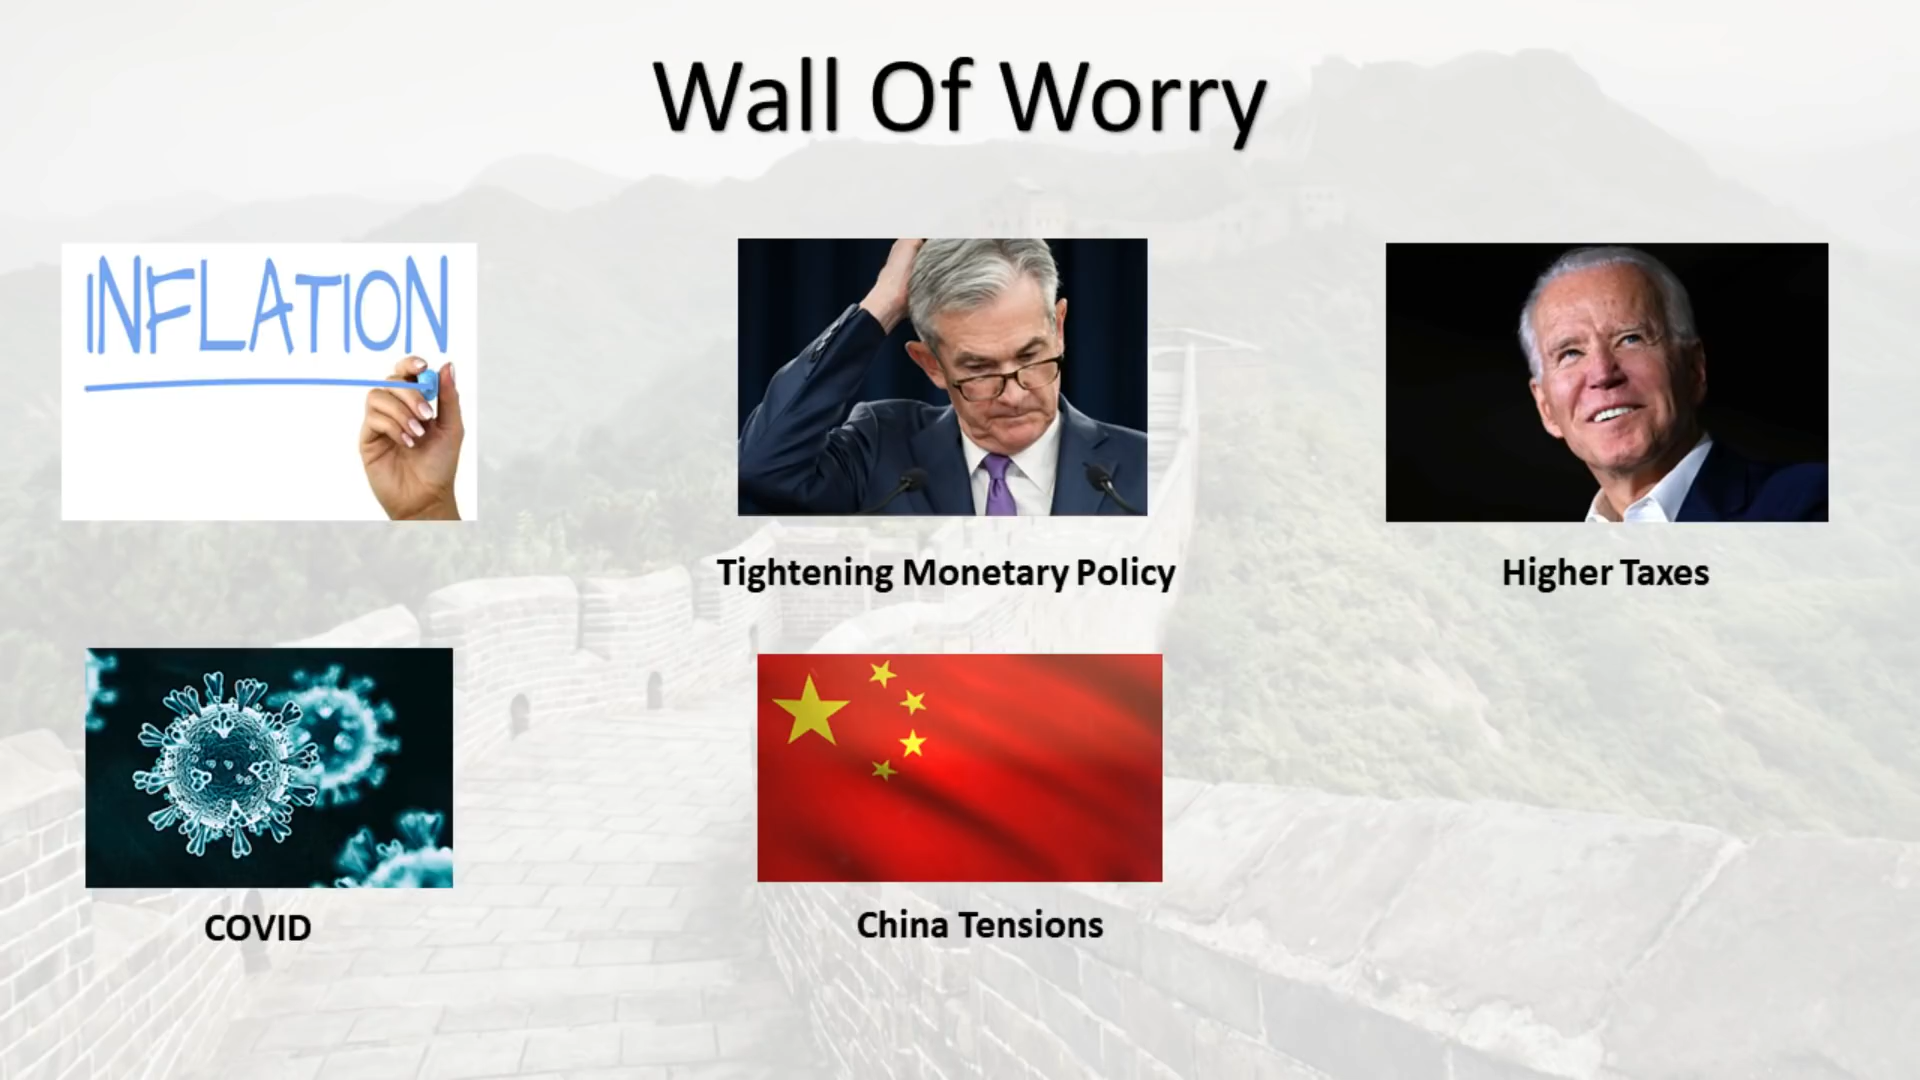 Wall Of Worry
INFLATION
Tightening Monetary Policy
Higher Taxes
COVID
China Tensions